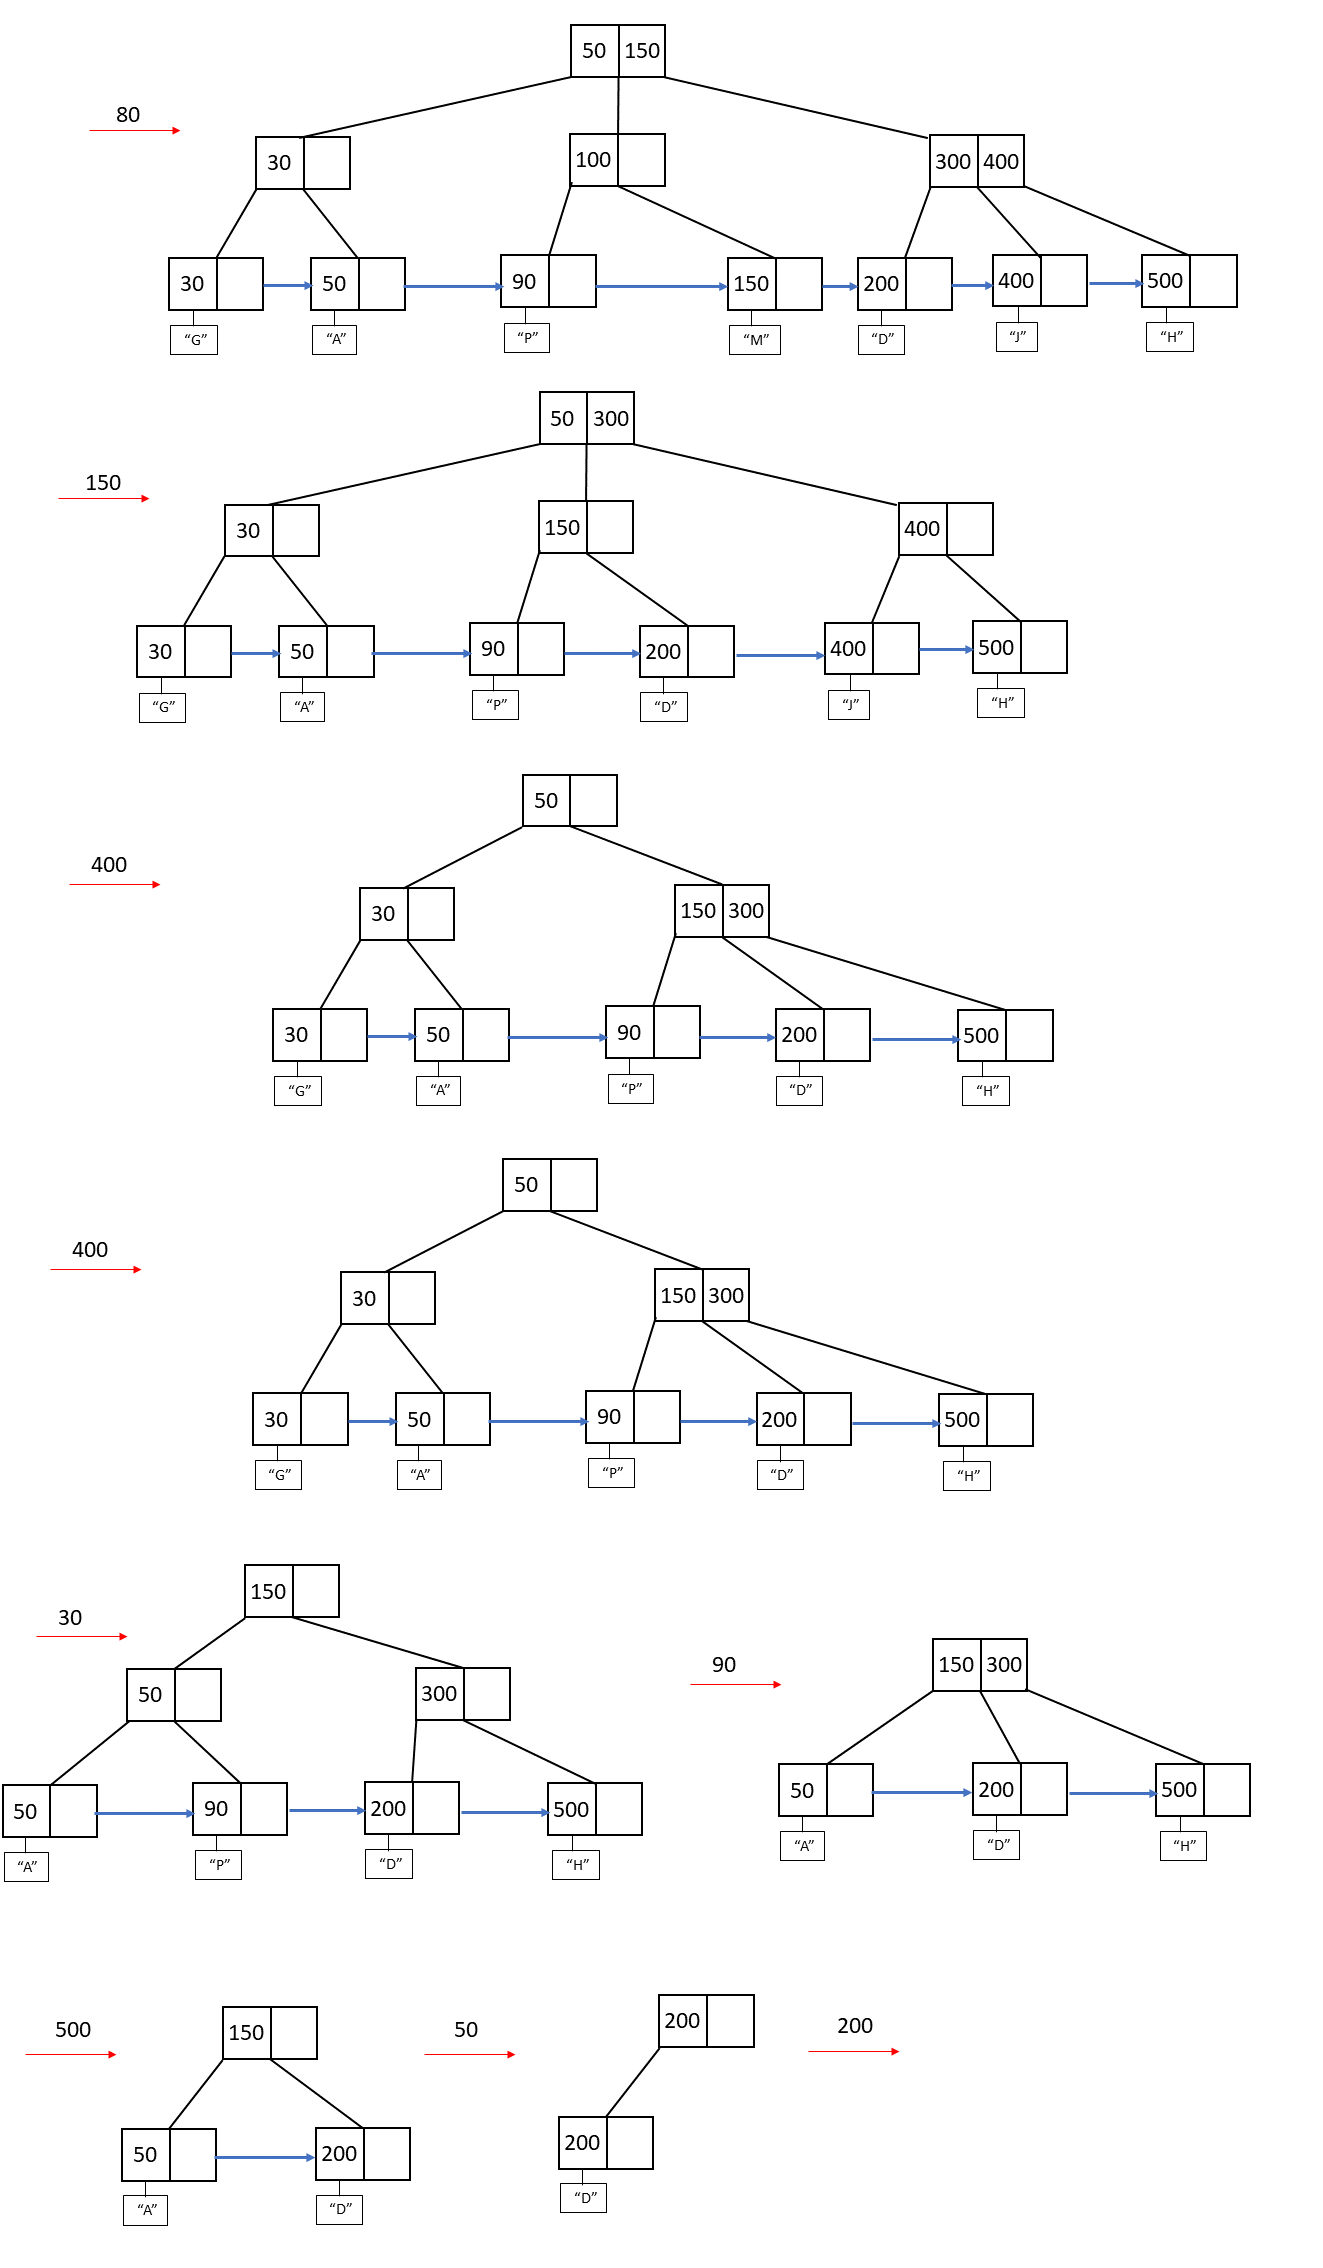 50 150
80
30 100 300 400
30 50 90 150 200 400 500
“G” “A” “P” “M” “D” “J” “H”
50 300
150
30 150 400
30 50 90 200 400 500
“G” “A” “P” “D” “J” “H”
50
400
30 150 300
30 50 90 200 500
“G” “A” “P” “D” “H”
50
400
30 150 300
30 50 90 200 500
“G” “A” “P” “D” “H”
150
30
50 300
50 90 200 500
“A” “P” “D” “H”
90
150 300
50 200 500
“A” “D” “H”
500
150
50 200
“A” “D”
50
200
200
“D”
200